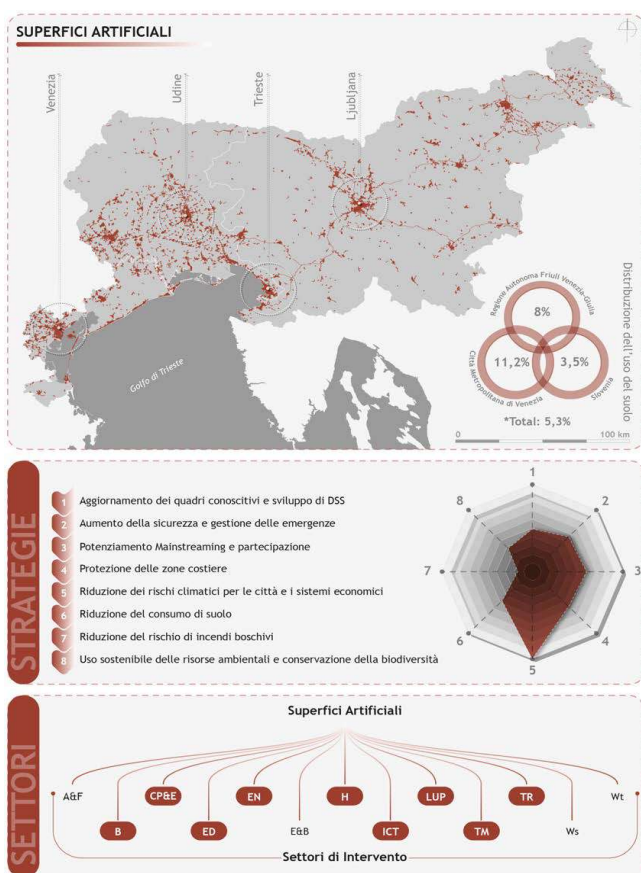 SUPERFICI ARTIFICIALI
Venezia
Udine
Trieste
Ljubljana
Golfo di Trieste
Distribuzione dell'uso del suolo
Regione Autonoma Friuli Venezia-Giulia
8%
Città Metropolitana di Venezia
11,2%
Slovenia
3,5%
*Total: 5,3%
0
100 km
STRATEGIE
1 Aggiornamento dei quadri conoscitivi e sviluppo di DSS
2 Aumento della sicurezza e gestione delle emergenze
3 Potenziamento Mainstreaming e partecipazione
4 Protezione delle zone costiere
5 Riduzione dei rischi climatici per le città e i sistemi economici
6 Riduzione del consumo di suolo
7 Riduzione del rischio di incendi boschivi
8 Uso sostenibile delle risorse ambientali e conservazione della biodiversità
1
2
3
4
5
6
7
8
SETTORI
Superfici Artificiali
A&F
CP&E
EN
H
LUP
TR
Wt
B
ED
E&B
ICT
TM
Ws
Settori di Intervento